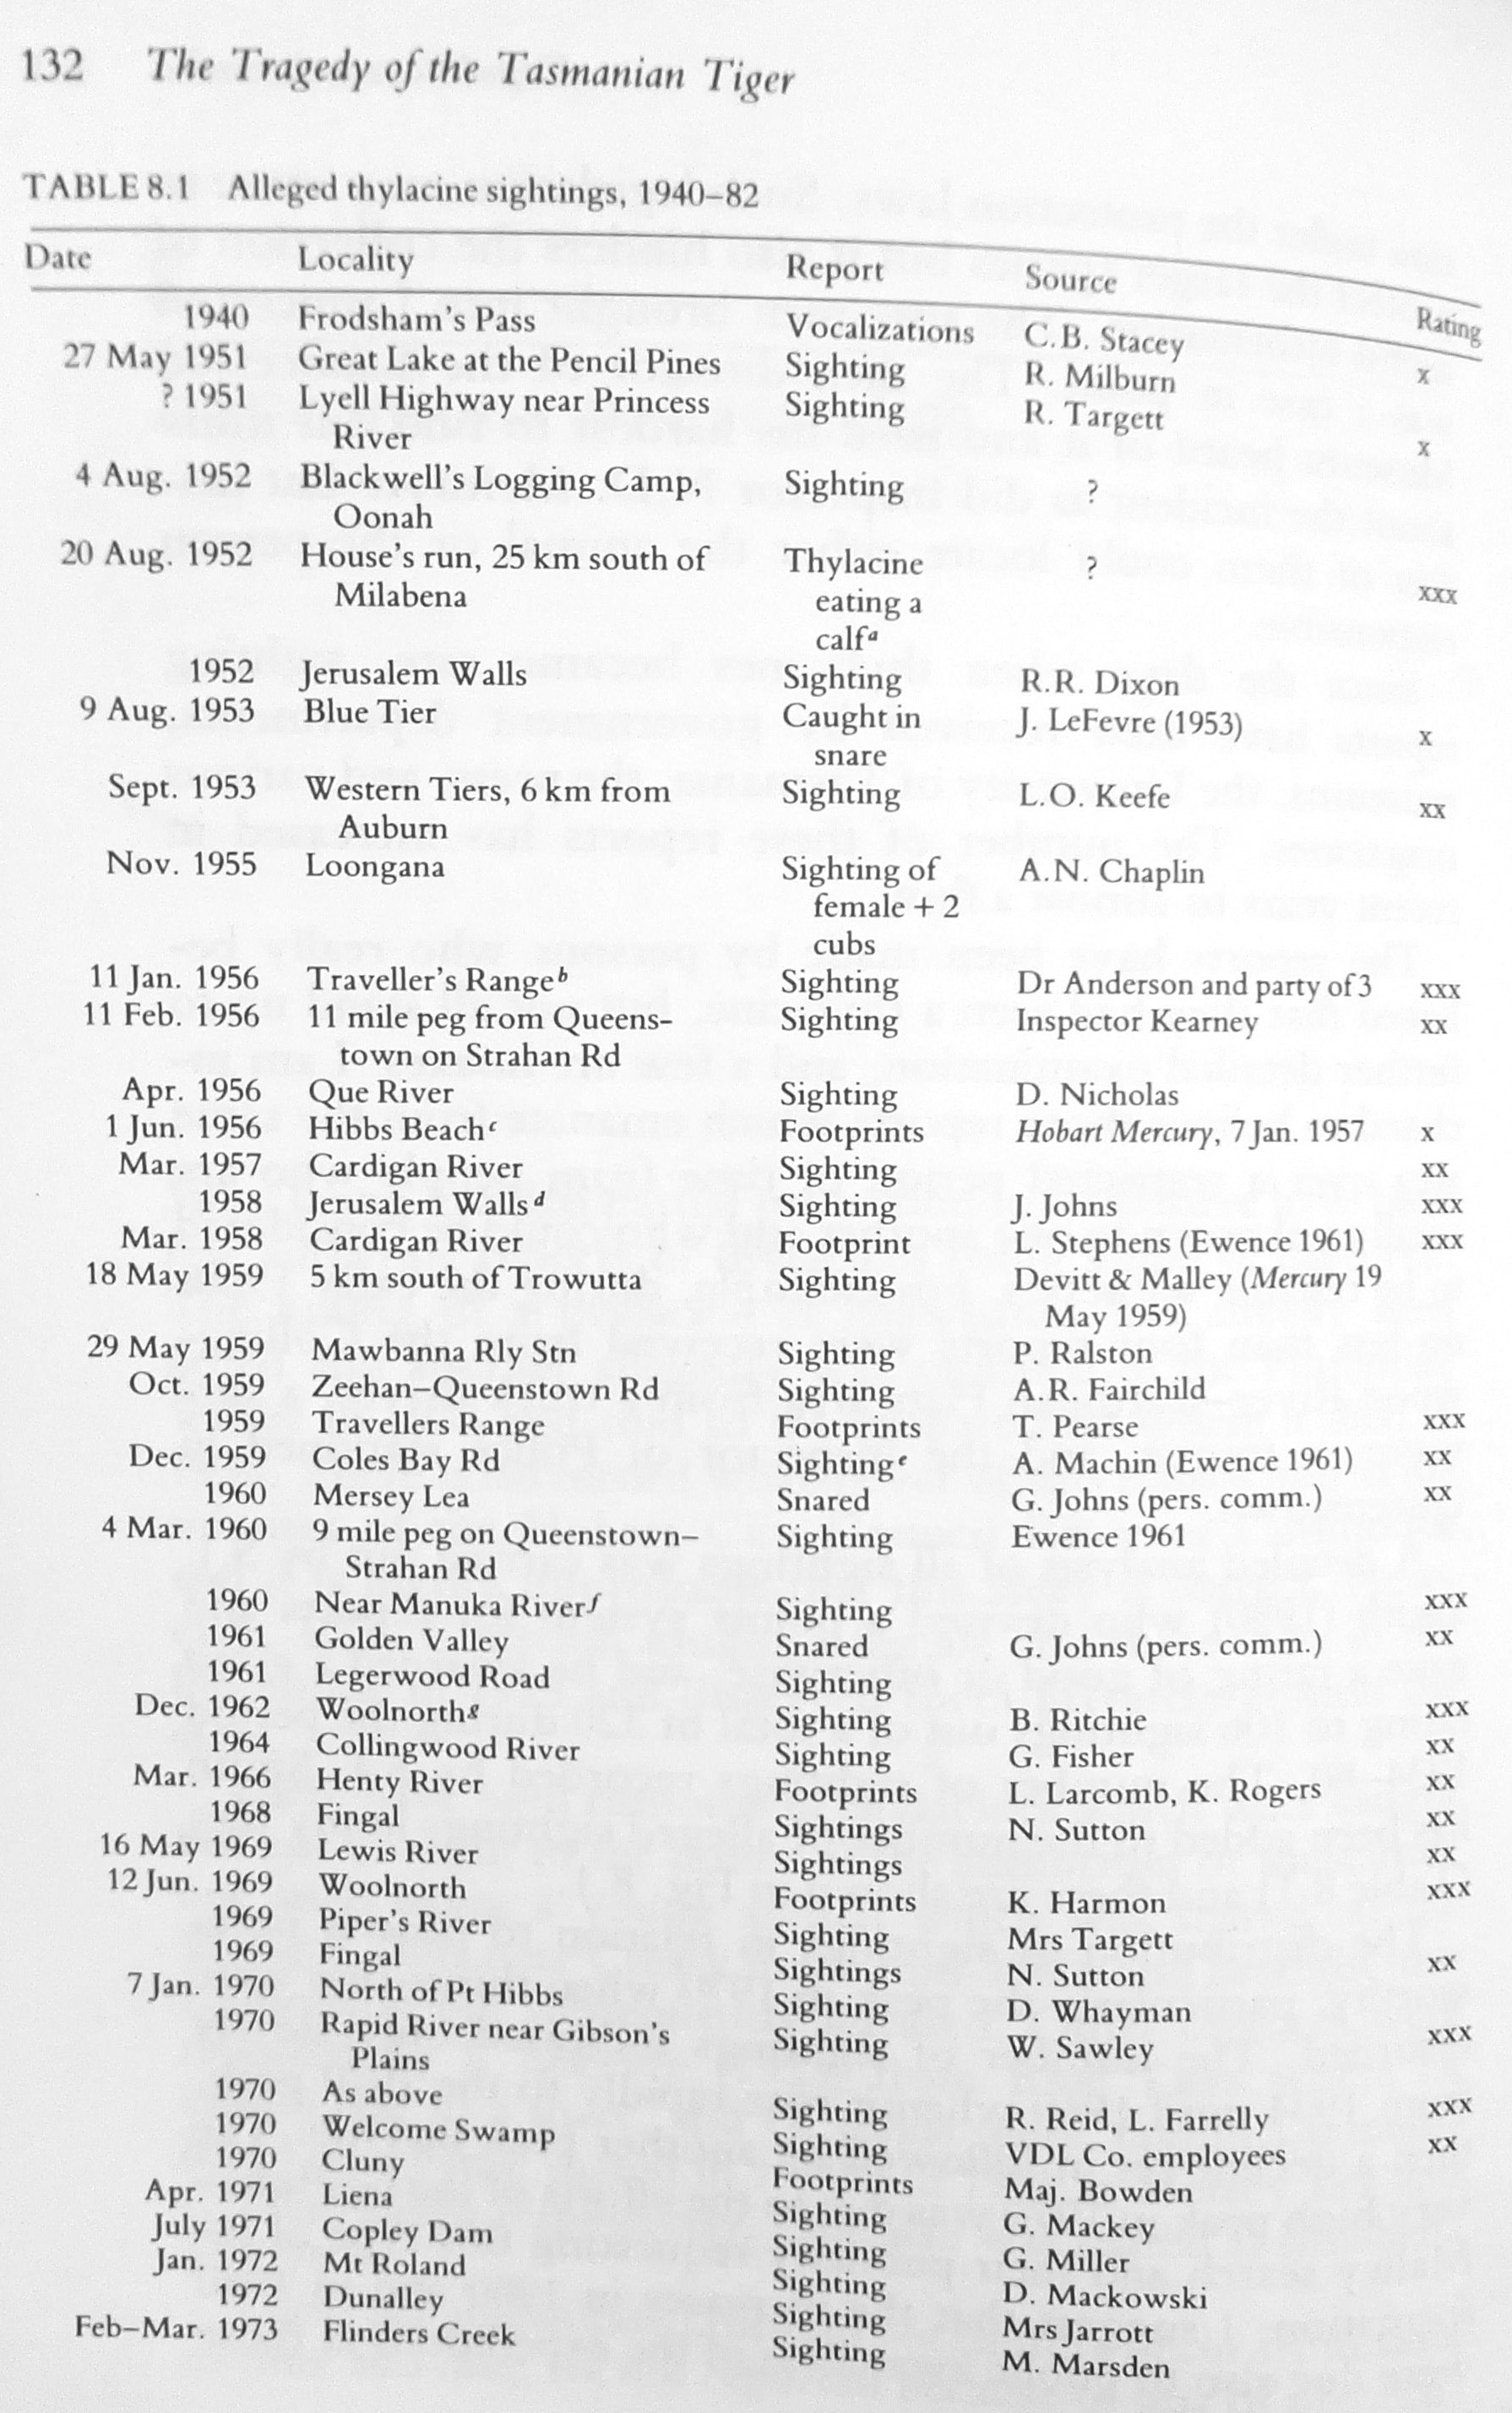 132 The Tragedy of the Tasmanian Tiger
TABLE 8.1 Alleged thylacine sightings, 1940–82
Date Locality Report Source Rating
1940 Frodsham's Pass Vocalizations C.B. Stacey x
27 May 1951 Great Lake at the Pencil Pines Sighting R. Milburn
? 1951 Lyell Highway near Princess Sighting R. Targett x
River
4 Aug. 1952 Blackwell's Logging Camp, Sighting ?
Oonah
20 Aug. 1952 House's run, 25 km south of Thylacine ? xxx
Milabena eating a
calfᵃ
1952 Jerusalem Walls Sighting R.R. Dixon
9 Aug. 1953 Blue Tier Caught in J. LeFevre (1953) x
snare
Sept. 1953 Western Tiers, 6 km from Sighting L.O. Keefe xx
Auburn
Nov. 1955 Loongana Sighting of A.N. Chaplin
female + 2
cubs
11 Jan. 1956 Traveller's Rangeᵇ Sighting Dr Anderson and party of 3 xxx
11 Feb. 1956 11 mile peg from Queens- Sighting Inspector Kearney xx
town on Strahan Rd
Apr. 1956 Que River Sighting D. Nicholas
1 Jun. 1956 Hibbs Beachᶜ Footprints Hobart Mercury, 7 Jan. 1957 x
Mar. 1957 Cardigan River Sighting xx
1958 Jerusalem Wallsᵈ Sighting J. Johns xxx
Mar. 1958 Cardigan River Footprint L. Stephens (Ewence 1961) xxx
18 May 1959 5 km south of Trowutta Sighting Devitt & Malley (Mercury 19
May 1959)
29 May 1959 Mawbanna Rly Stn Sighting P. Ralston
Oct. 1959 Zeehan–Queenstown Rd Sighting A.R. Fairchild
1959 Travellers Range Footprints T. Pearse xxx
Dec. 1959 Coles Bay Rd Sightingᵉ A. Machin (Ewence 1961) xx
1960 Mersey Lea Snared G. Johns (pers. comm.) xx
4 Mar. 1960 9 mile peg on Queenstown– Sighting Ewence 1961
Strahan Rd
1960 Near Manuka Riverᶠ Sighting xxx
1961 Golden Valley Snared G. Johns (pers. comm.) xx
1961 Legerwood Road Sighting
Dec. 1962 Woolnorthᵍ Sighting B. Ritchie xxx
1964 Collingwood River Sighting G. Fisher xx
Mar. 1966 Henty River Footprints L. Larcomb, K. Rogers xx
1968 Fingal Sightings N. Sutton xx
16 May 1969 Lewis River Sightings xx
12 Jun. 1969 Woolnorth Footprints K. Harmon xxx
1969 Piper's River Sighting Mrs Targett
1969 Fingal Sightings N. Sutton xx
7 Jan. 1970 North of Pt Hibbs Sighting D. Whayman
1970 Rapid River near Gibson's Sighting W. Sawley xxx
Plains
1970 As above Sighting R. Reid, L. Farrelly xxx
1970 Welcome Swamp Sighting VDL Co. employees xx
1970 Cluny Footprints Maj. Bowden
Apr. 1971 Liena Sighting G. Mackey
July 1971 Copley Dam Sighting G. Miller
Jan. 1972 Mt Roland Sighting D. Mackowski
1972 Dunalley Sighting Mrs Jarrott
Feb–Mar. 1973 Flinders Creek Sighting M. Marsden